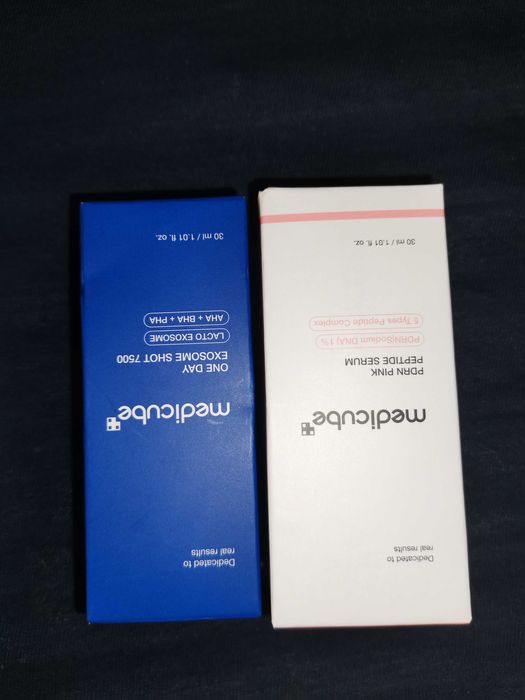 Dedicated to
real results
medicube
ONE DAY
EXOSOME SHOT 7500
LACTO EXOSOME
AHA + BHA + PHA
30 ml / 1.01 fl. oz.
Dedicated to
real results
medicube
PDRN PINK
PEPTIDE SERUM
PDRN(Sodium DNA) 1%
5 Types Peptide Complex
30 ml / 1.01 fl. oz.